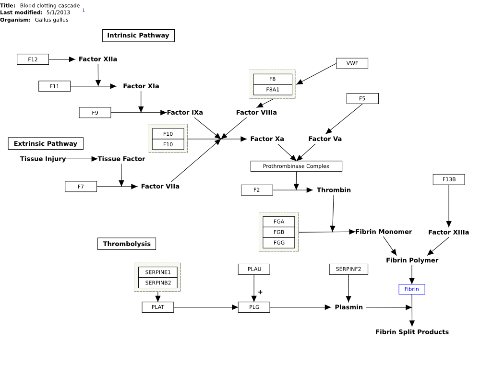 Title: Blood clotting cascade
Last modified: 5/1/2013
Organism: Gallus gallus
Intrinsic Pathway
F12
Factor XIIa
VWF
F8
F8A1
F11
Factor XIa
F5
F9
Factor IXa
Factor VIIIa
F10
F10
Factor Xa
Factor Va
Extrinsic Pathway
Tissue Injury
Tissue Factor
Prothrombinase Complex
F7
Factor VIIa
F2
Thrombin
F13B
FGA
FGB
FGG
Fibrin Monomer
Factor XIIIa
Thrombolysis
Fibrin Polymer
SERPINE1
SERPINB2
PLAU
SERPINF2
Fibrin
+
PLAT
PLG
Plasmin
Fibrin Split Products